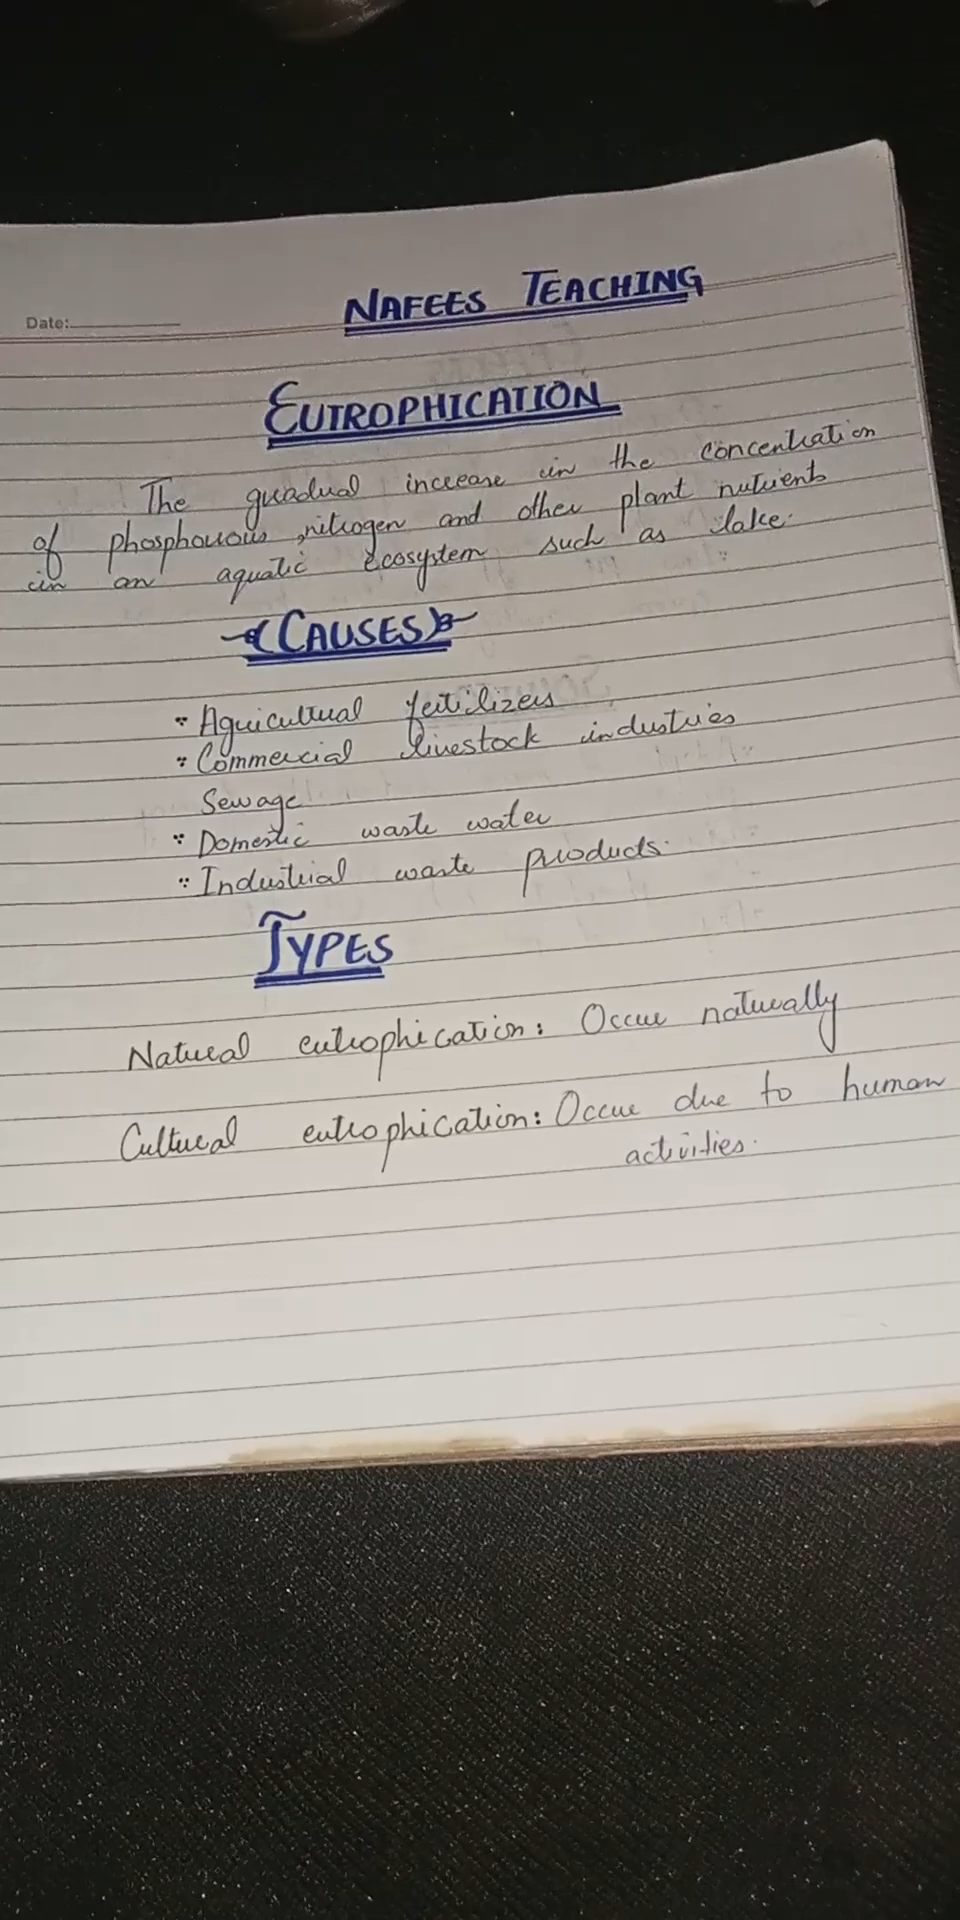 NAFEES TEACHING
Date:
EUTROPHICATION
The gradual increase in the concentration
of phosphorous, nitrogen and other plant nutrients
in an aquatic ecosystem such as lake.
CAUSES
Agricultural fertilizers
Commercial livestock industries
Sewage
Domestic waste water
Industrial waste products.
TYPES
Natural eutrophication: Occur naturally
Cultural eutrophication: Occur due to human
activities.